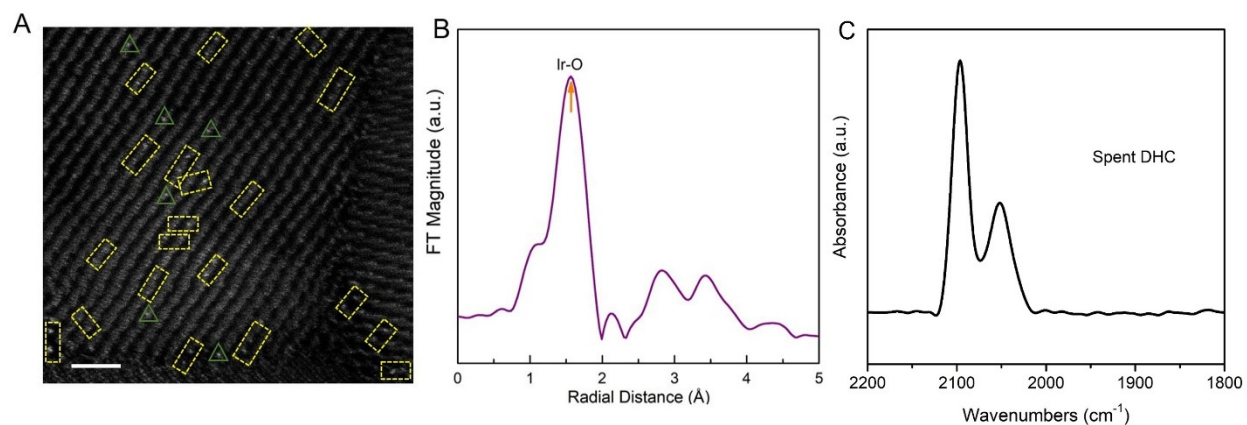 A
B
Ir-O
FT Magnitude (a.u.)
0 1 2 3 4 5
Radial Distance (Å)
C
Spent DHC
Absorbance (a.u.)
2200 2100 2000 1900 1800
Wavenumbers (cm⁻¹)